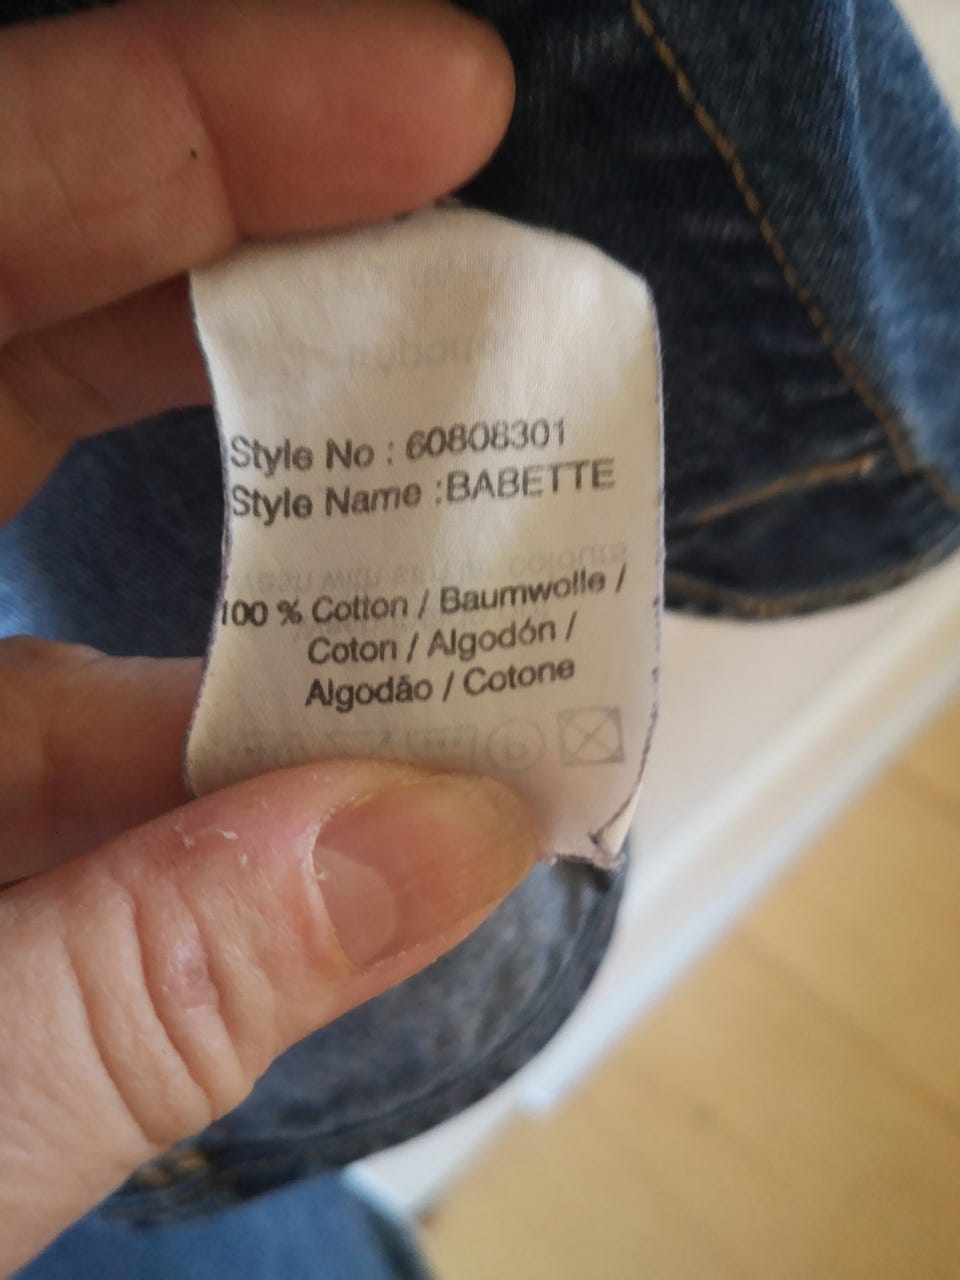 Style No : 60808301
Style Name :BABETTE
100 % Cotton / Baumwolle /
Coton / Algodón /
Algodão / Cotone